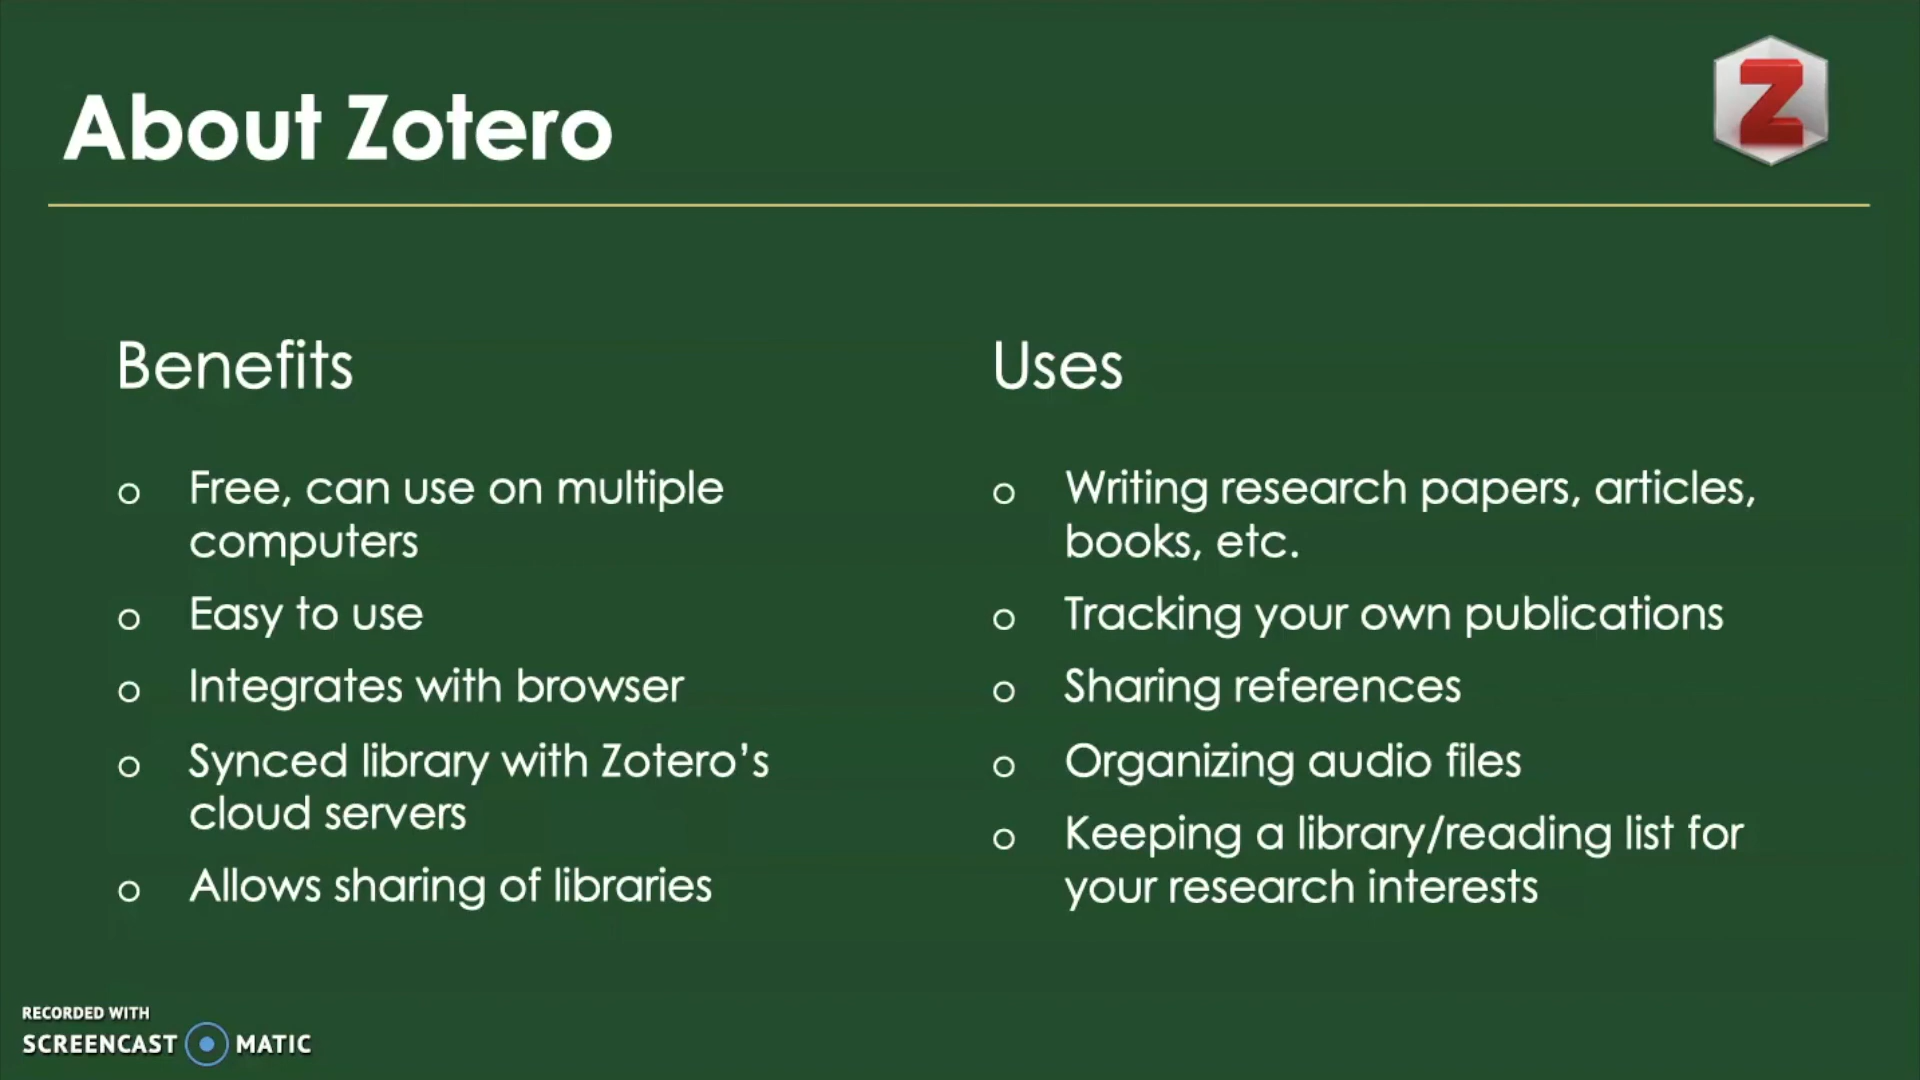 About Zotero
Z
Benefits
o Free, can use on multiple
computers
o Easy to use
o Integrates with browser
o Synced library with Zotero’s
cloud servers
o Allows sharing of libraries
Uses
o Writing research papers, articles,
books, etc.
o Tracking your own publications
o Sharing references
o Organizing audio files
o Keeping a library/reading list for
your research interests
RECORDED WITH
SCREENCAST MATIC